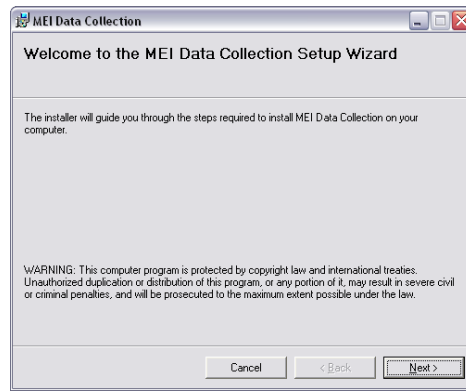 MEI Data Collection
Welcome to the MEI Data Collection Setup Wizard
The installer will guide you through the steps required to install MEI Data Collection on your
computer.
WARNING: This computer program is protected by copyright law and international treaties.
Unauthorized duplication or distribution of this program, or any portion of it, may result in severe civil
or criminal penalties, and will be prosecuted to the maximum extent possible under the law.
Cancel
< Back
Next >